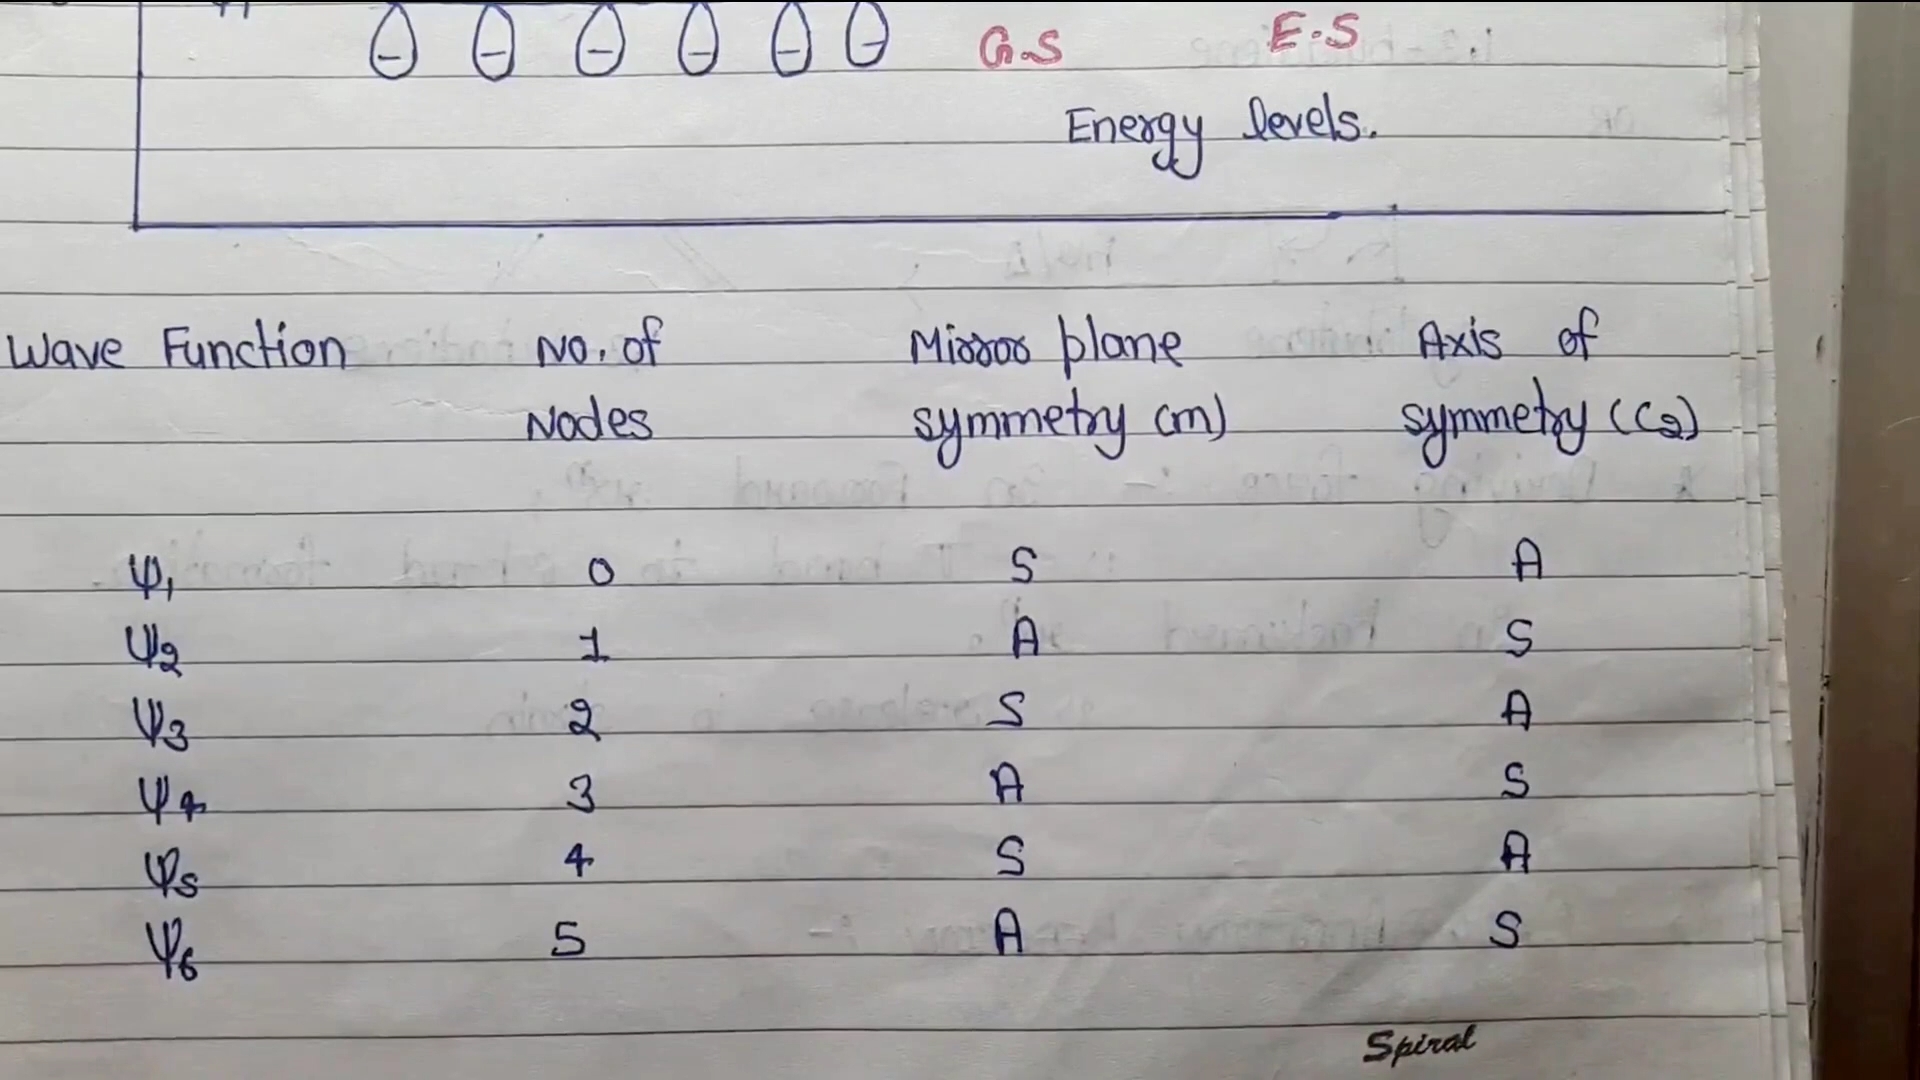 G.S E.S
Energy levels.
Wave Function No. of Mirror plane Axis of
Nodes symmetry (m) symmetry (C2)
ψ1 0 S A
ψ2 1 A S
ψ3 2 S A
ψ4 3 A S
ψ5 4 S A
ψ6 5 A S
Spiral